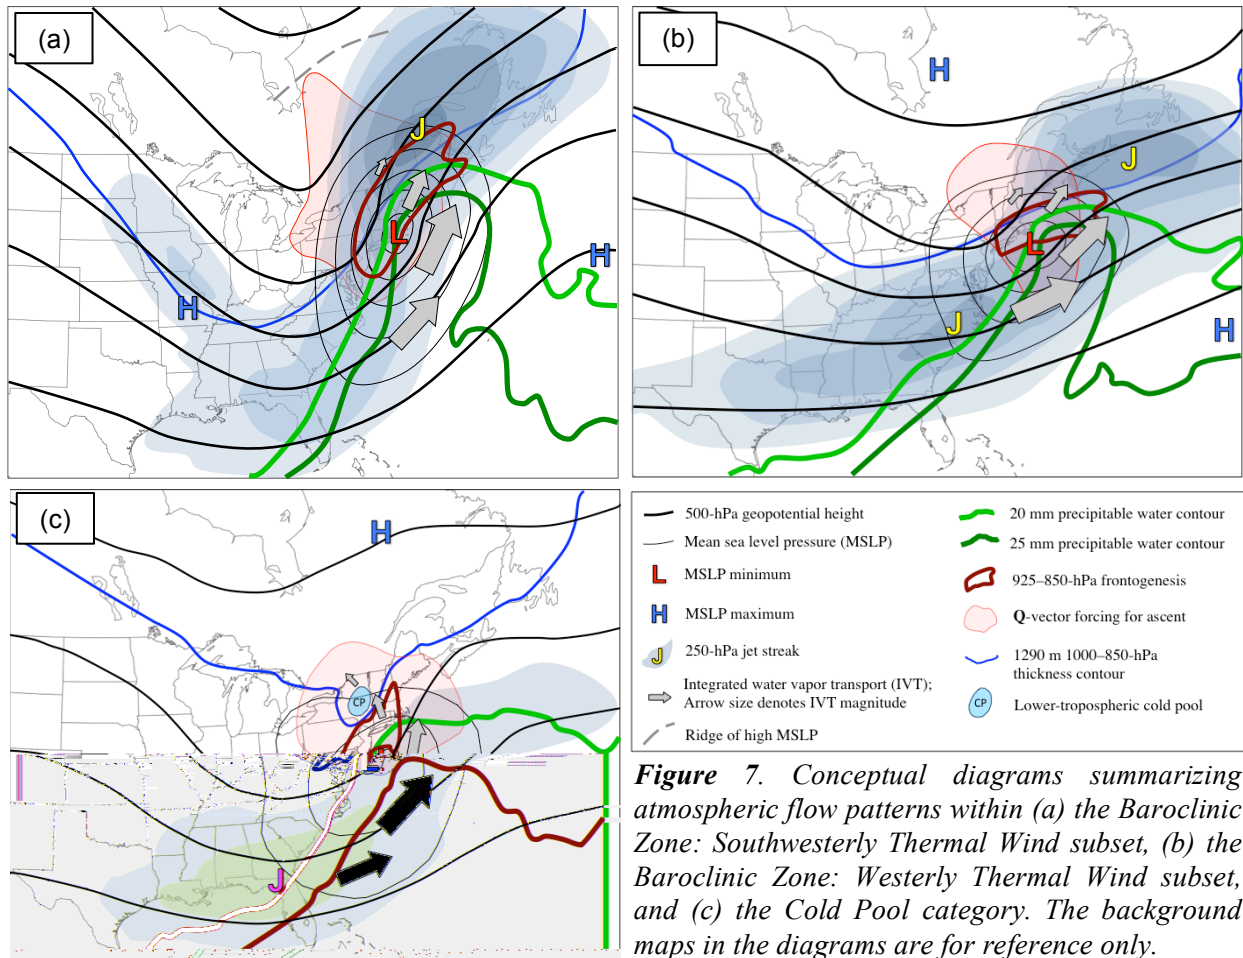 (a)
J
L
H
H
(b)
H
J
L
J
H
(c)
H
CP
J
500-hPa geopotential height
Mean sea level pressure (MSLP)
L MSLP minimum
H MSLP maximum
J 250-hPa jet streak
Integrated water vapor transport (IVT);
Arrow size denotes IVT magnitude
Ridge of high MSLP
20 mm precipitable water contour
25 mm precipitable water contour
925–850-hPa frontogenesis
Q-vector forcing for ascent
1290 m 1000–850-hPa
thickness contour
CP Lower-tropospheric cold pool
Figure 7. Conceptual diagrams summarizing
atmospheric flow patterns within (a) the Baroclinic
Zone: Southwesterly Thermal Wind subset, (b) the
Baroclinic Zone: Westerly Thermal Wind subset,
and (c) the Cold Pool category. The background
maps in the diagrams are for reference only.